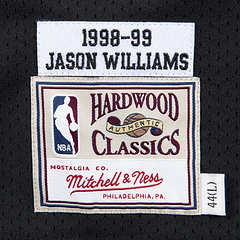 1998-99
JASON WILLIAMS
NBA
HARDWOOD
AUTHENTIC
CLASSICS
NOSTALGIA CO.
Mitchell & Ness
PHILADELPHIA, PA.
44(L)